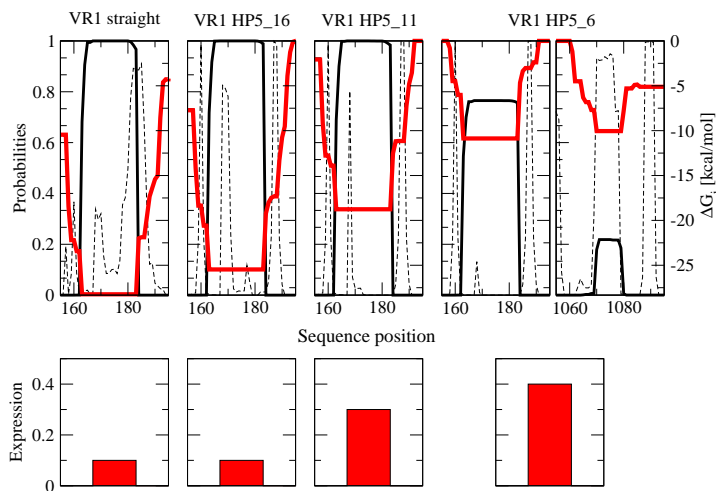 VR1 straight VR1 HP5_16 VR1 HP5_11 VR1 HP5_6
1 0
0.8 -5
0.6 -10
Probabilities ΔGi [kcal/mol]
0.4 -15
0.2 -20
0 -25
160 180 160 180 160 180 160 180 1060 1080
Sequence position
Expression
0.4
0.2
0